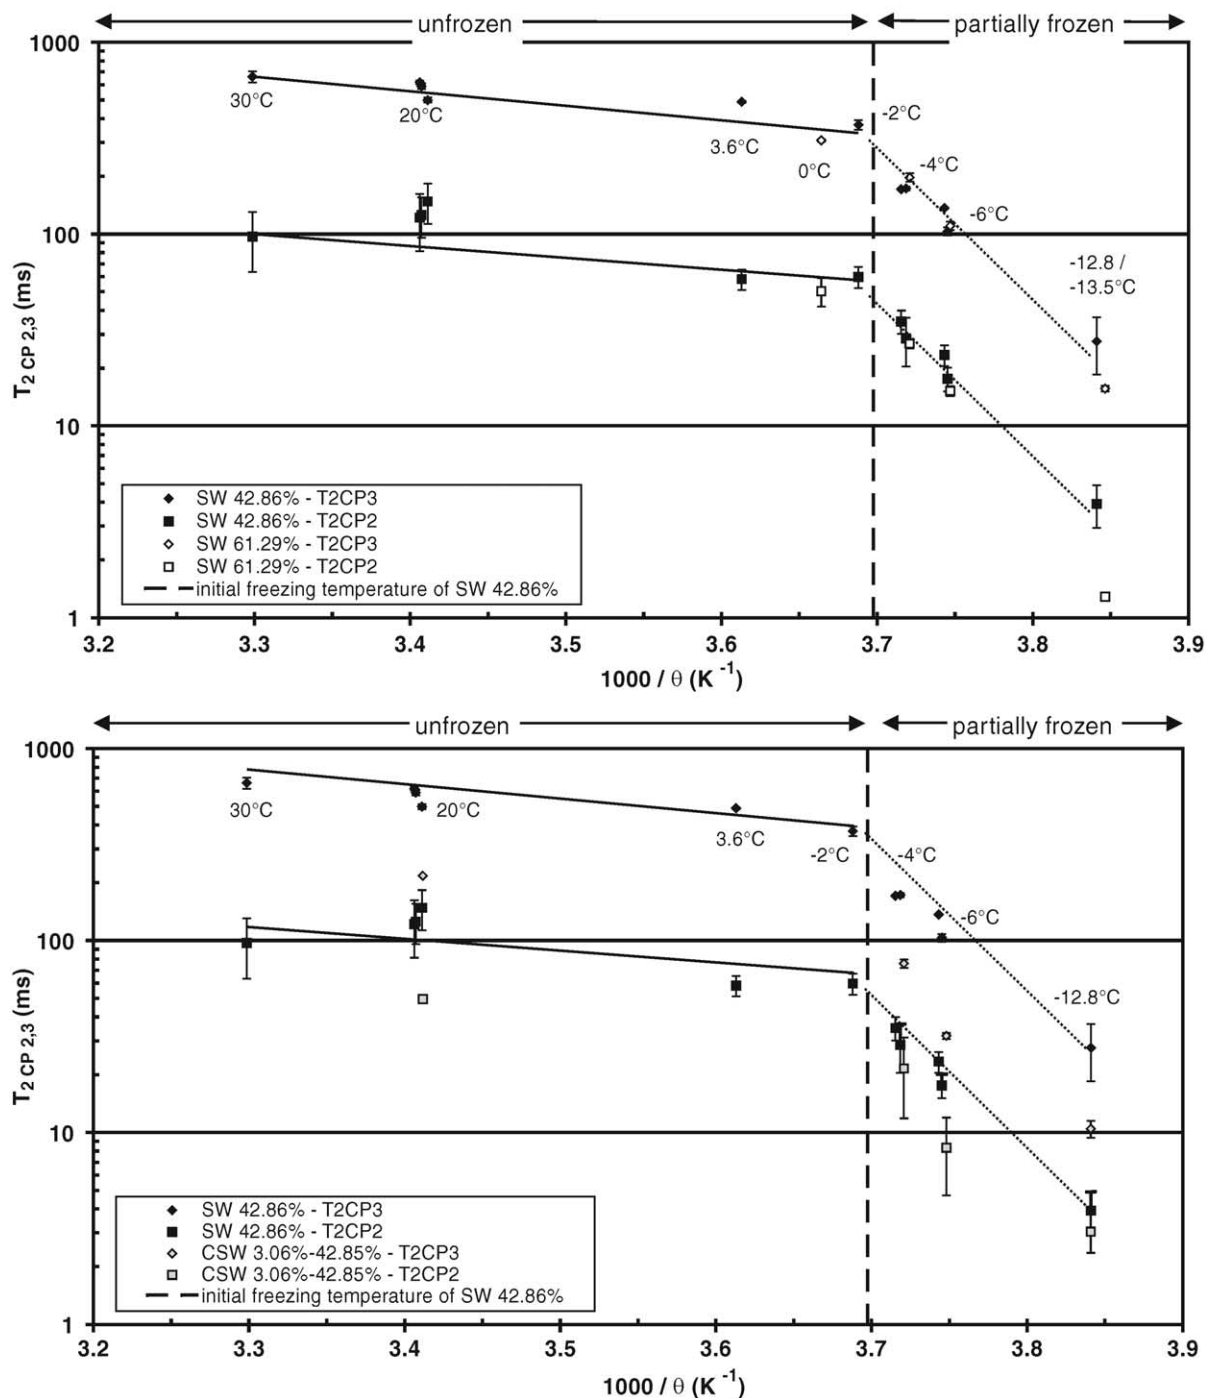 unfrozen
partially frozen
1000
100
10
1
T2 CP 2,3 (ms)
30°C
20°C
3.6°C
0°C
-2°C
-4°C
-6°C
-12.8 /
-13.5°C
SW 42.86% - T2CP3
SW 42.86% - T2CP2
SW 61.29% - T2CP3
SW 61.29% - T2CP2
initial freezing temperature of SW 42.86%
3.2 3.3 3.4 3.5 3.6 3.7 3.8 3.9
1000 / θ (K -1)
unfrozen
partially frozen
1000
100
10
1
T2 CP 2,3 (ms)
30°C
20°C
3.6°C
-2°C
-4°C
-6°C
-12.8°C
SW 42.86% - T2CP3
SW 42.86% - T2CP2
CSW 3.06%-42.85% - T2CP3
CSW 3.06%-42.85% - T2CP2
initial freezing temperature of SW 42.86%
3.2 3.3 3.4 3.5 3.6 3.7 3.8 3.9
1000 / θ (K -1)